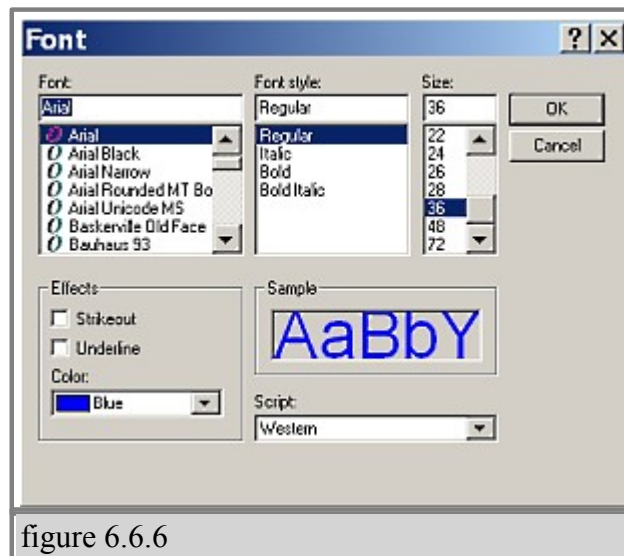 Font
Font: Font style: Size:
Arial Regular 36 OK
Arial Regular 22 Cancel
Arial Black Italic 24
Arial Narrow Bold 26
Arial Rounded MT Bo Bold Italic 28
Arial Unicode MS 36
Baskerville Old Face 48
Bauhaus 93 72
Effects Sample
Strikeout AaBbY
Underline
Color:
Blue Script:
Western
figure 6.6.6